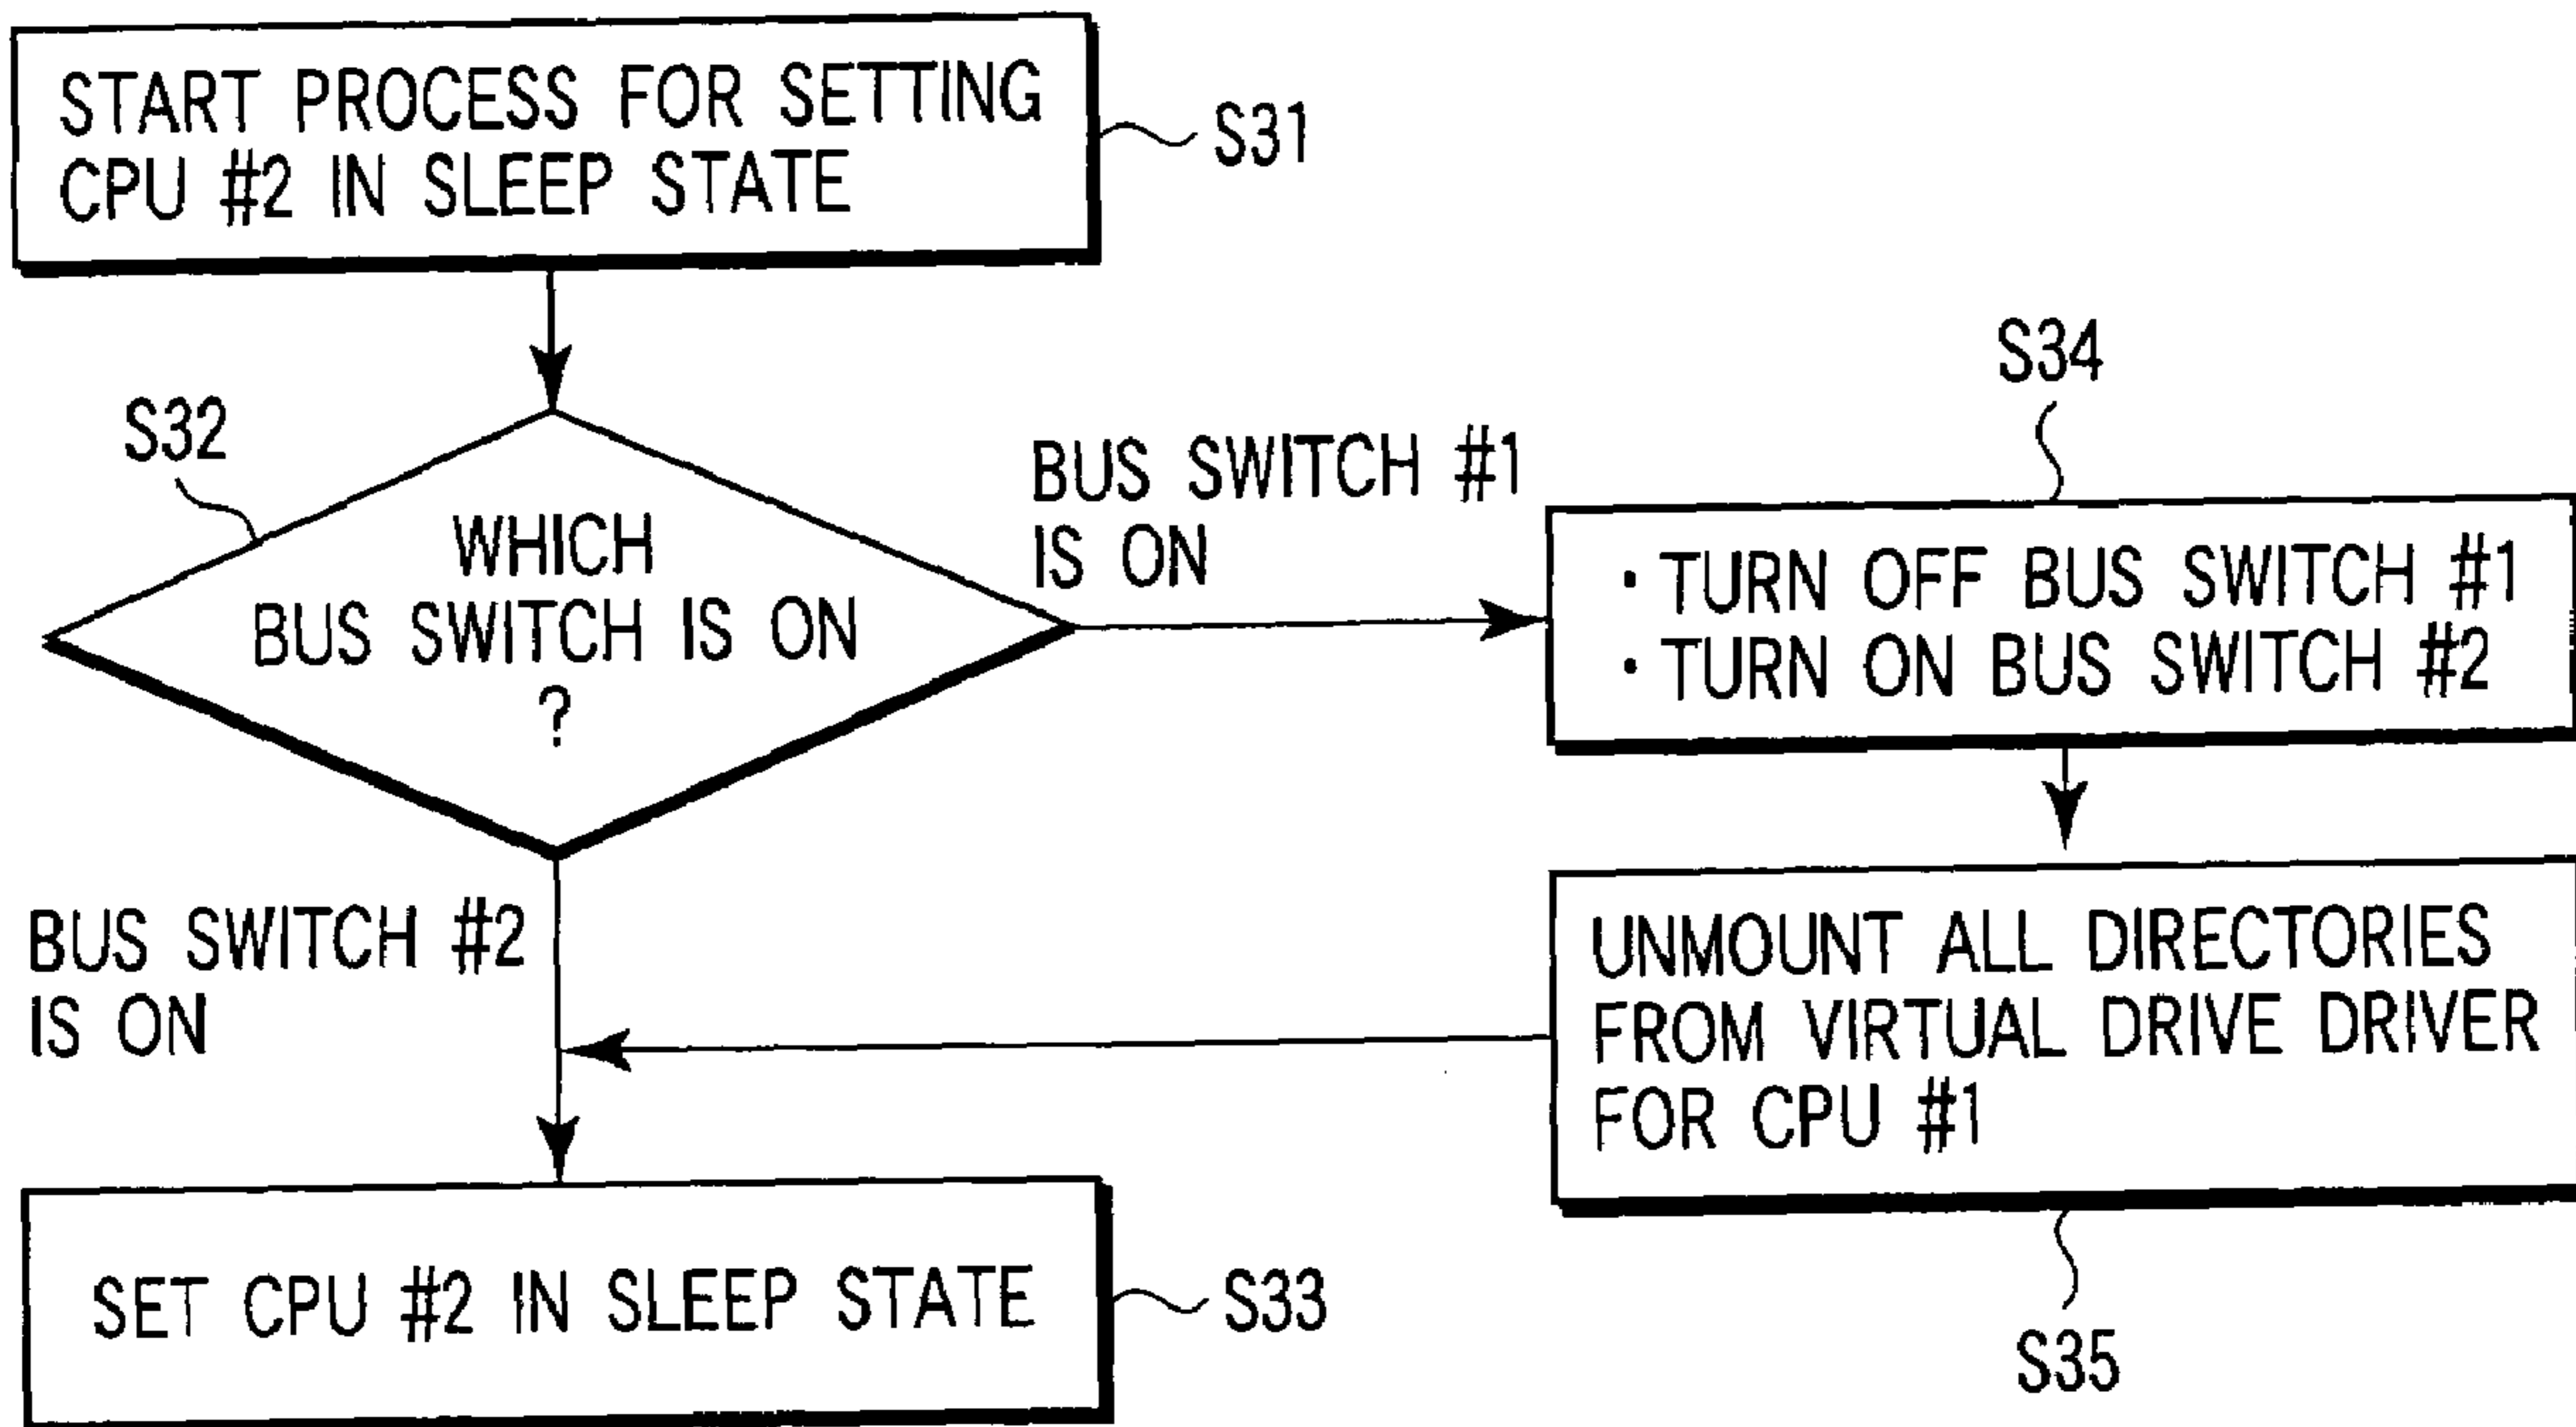 START PROCESS FOR SETTING
CPU #2 IN SLEEP STATE
S31
S32
WHICH
BUS SWITCH IS ON
?
BUS SWITCH #1
IS ON
S34
· TURN OFF BUS SWITCH #1
· TURN ON BUS SWITCH #2
BUS SWITCH #2
IS ON
UNMOUNT ALL DIRECTORIES
FROM VIRTUAL DRIVE DRIVER
FOR CPU #1
S35
SET CPU #2 IN SLEEP STATE
S33